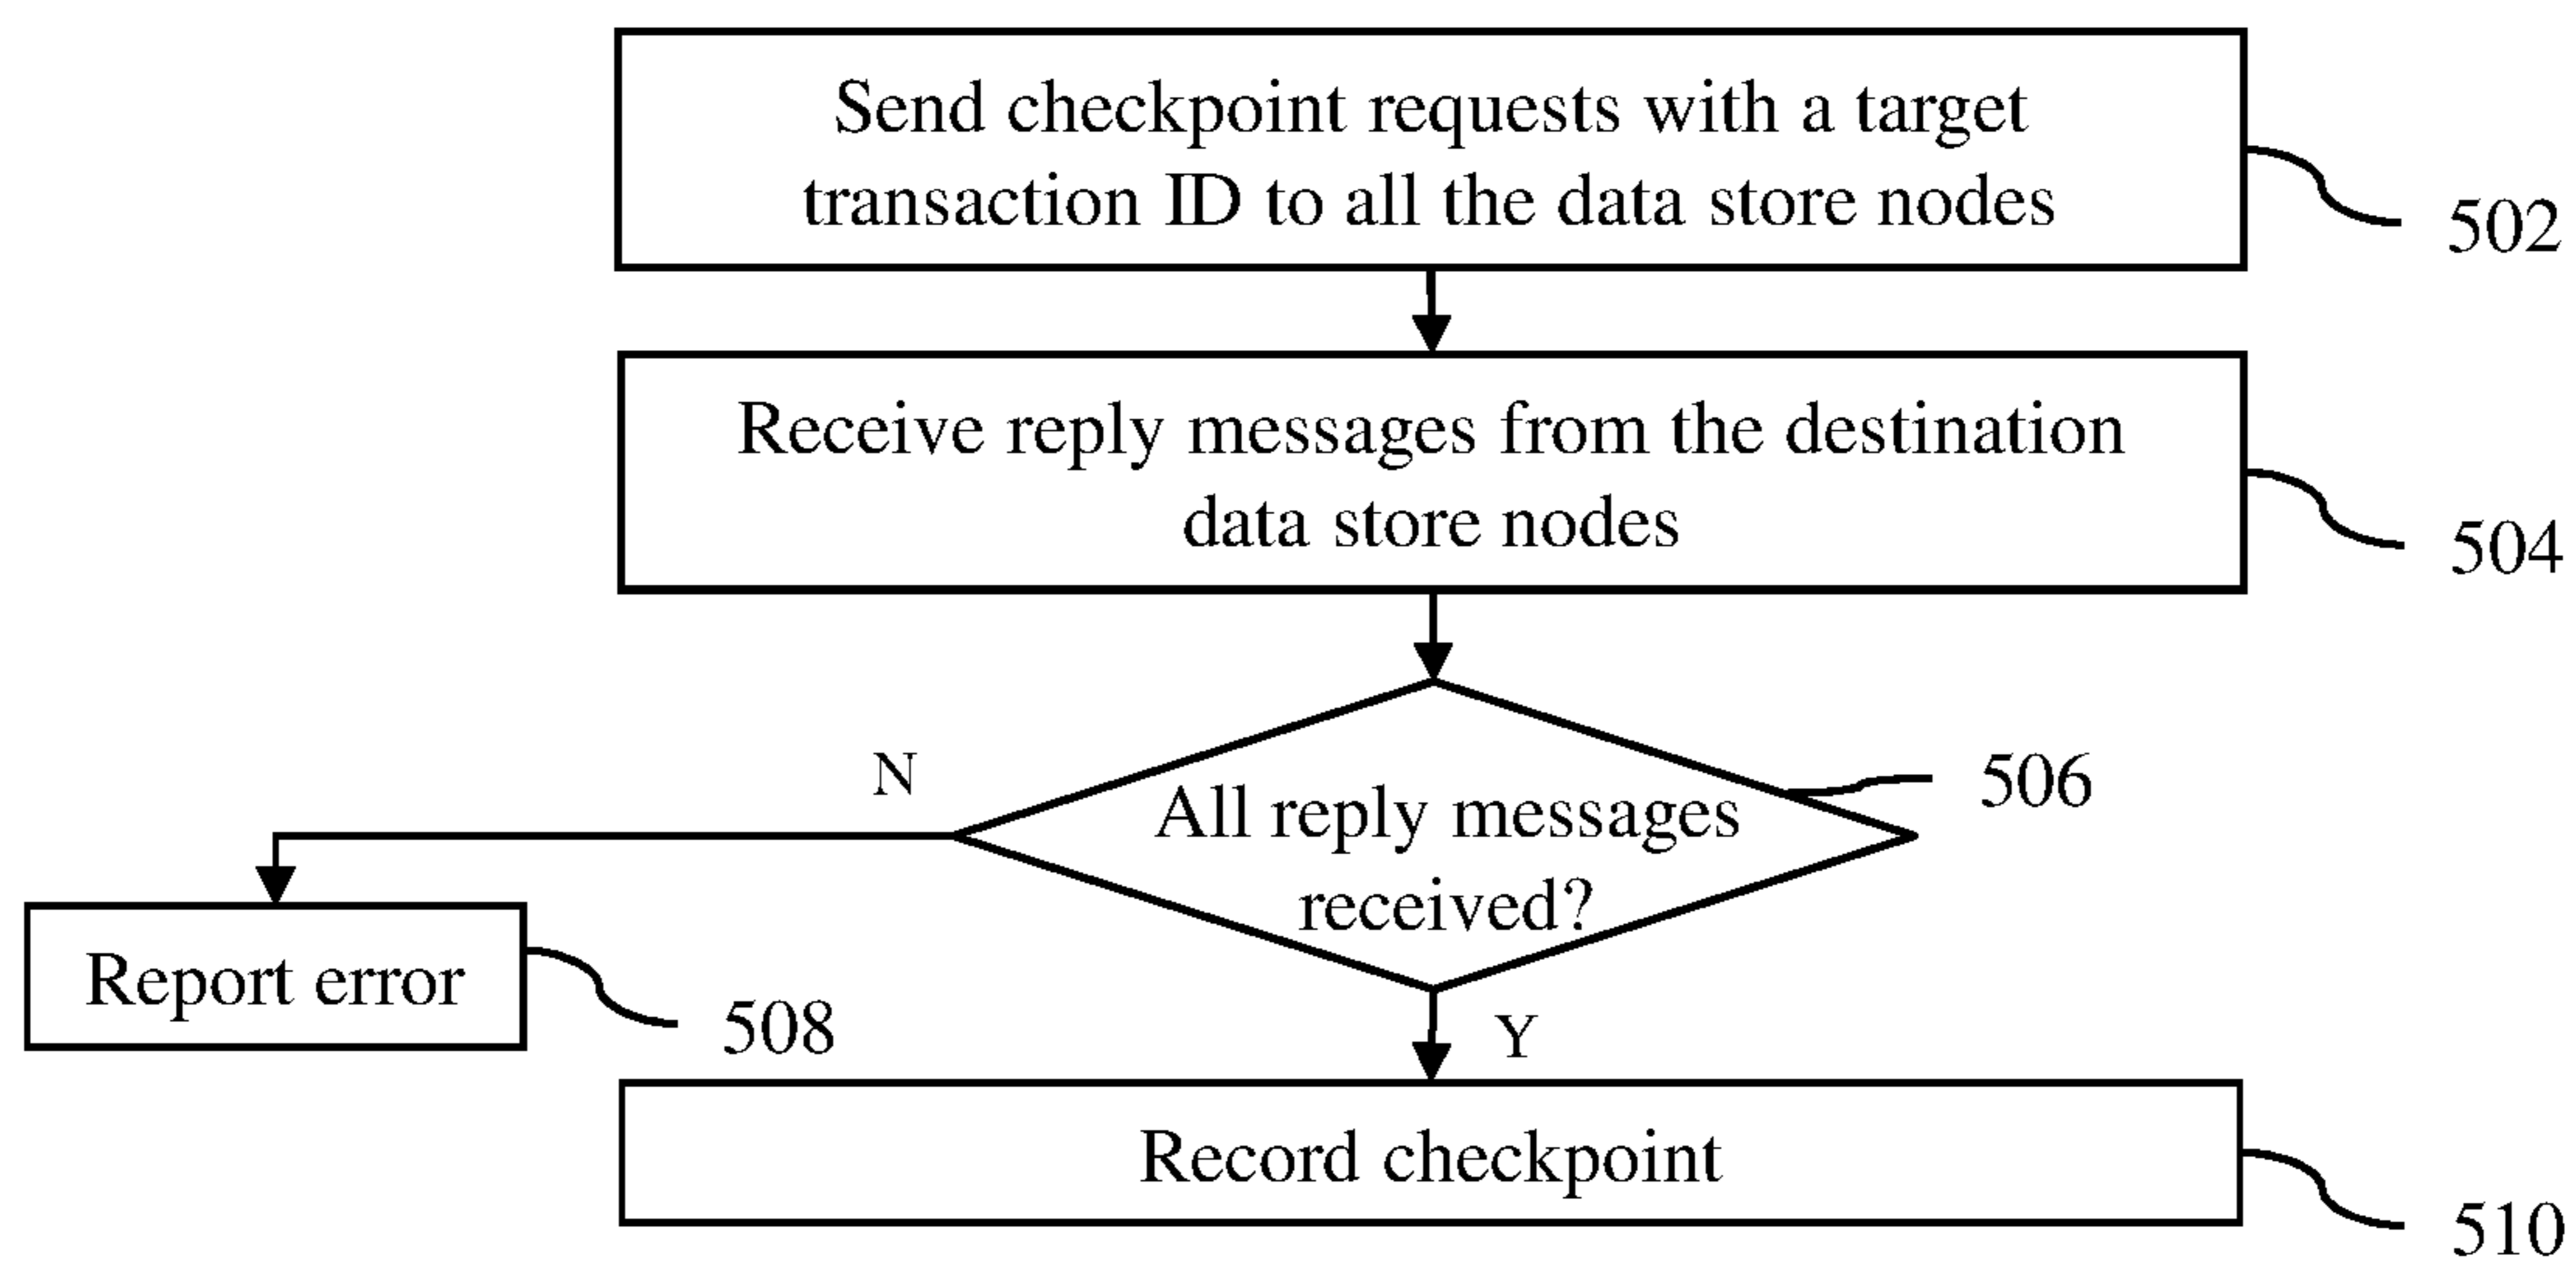 Send checkpoint requests with a target
transaction ID to all the data store nodes
502
Receive reply messages from the destination
data store nodes
504
N
All reply messages
received?
506
Report error
508
Y
Record checkpoint
510